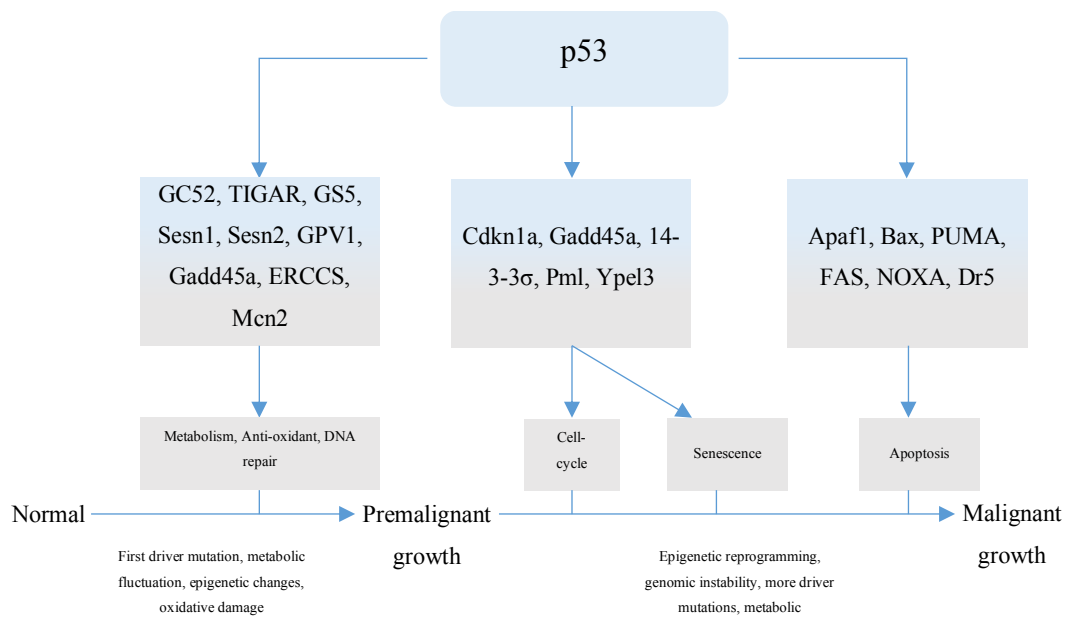 p53
GC52, TIGAR, GS5,
Sesn1, Sesn2, GPV1,
Gadd45a, ERCCS,
Mcn2
Cdkn1a, Gadd45a, 14-
3-3σ, Pml, Ypel3
Apaf1, Bax, PUMA,
FAS, NOXA, Dr5
Metabolism, Anti-oxidant, DNA
repair
Cell-
cycle
Senescence
Apoptosis
Normal
Premalignant
growth
Malignant
growth
First driver mutation, metabolic
fluctuation, epigenetic changes,
oxidative damage
Epigenetic reprogramming,
genomic instability, more driver
mutations, metabolic